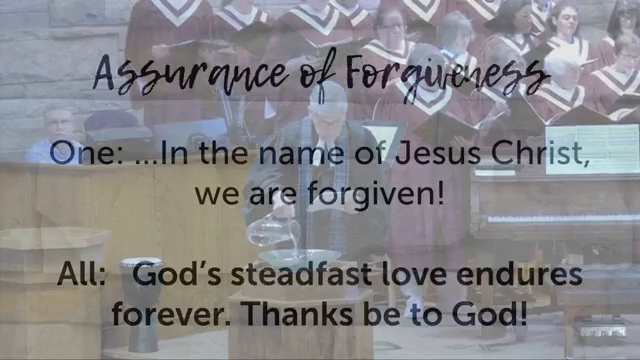 Assurance of Forgiveness
One: ...In the name of Jesus Christ,
we are forgiven!
All: God's steadfast love endures
forever. Thanks be to God!